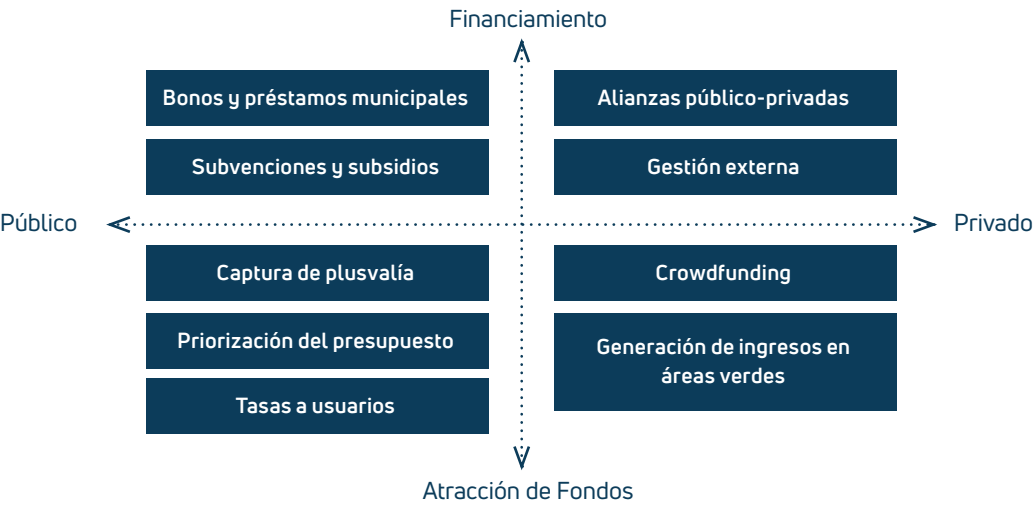 Financiamiento
Bonos y préstamos municipales
Alianzas público-privadas
Subvenciones y subsidios
Gestión externa
Público
Privado
Captura de plusvalía
Crowdfunding
Priorización del presupuesto
Generación de ingresos en
áreas verdes
Tasas a usuarios
Atracción de Fondos